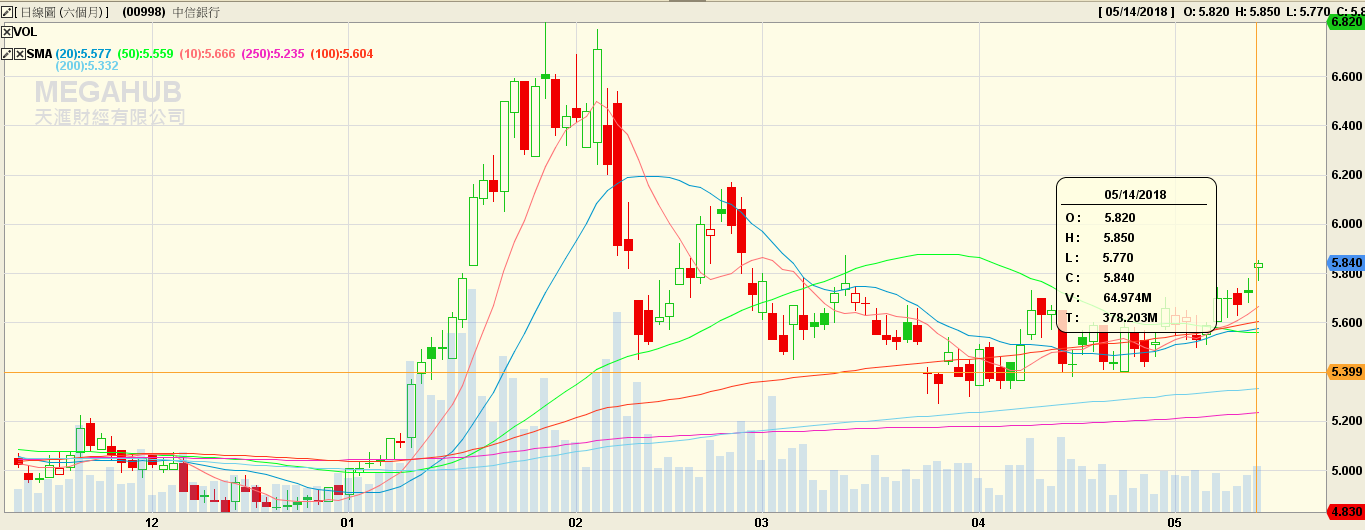 [ 日線圖 (六個月) ] (00998) 中信銀行 [ 05/14/2018 ] O: 5.820 H: 5.850 L: 5.770 C: 5.8
VOL
SMA (20):5.577 (50):5.559 (10):5.666 (250):5.235 (100):5.604
(200):5.332
MEGAHUB
天滙財經有限公司
6.820
6.600
6.400
6.200
6.000
5.840
5.800
5.600
5.399
5.200
5.000
4.830
05/14/2018
O : 5.820
H : 5.850
L : 5.770
C : 5.840
V : 64.974M
T : 378.203M
12 01 02 03 04 05